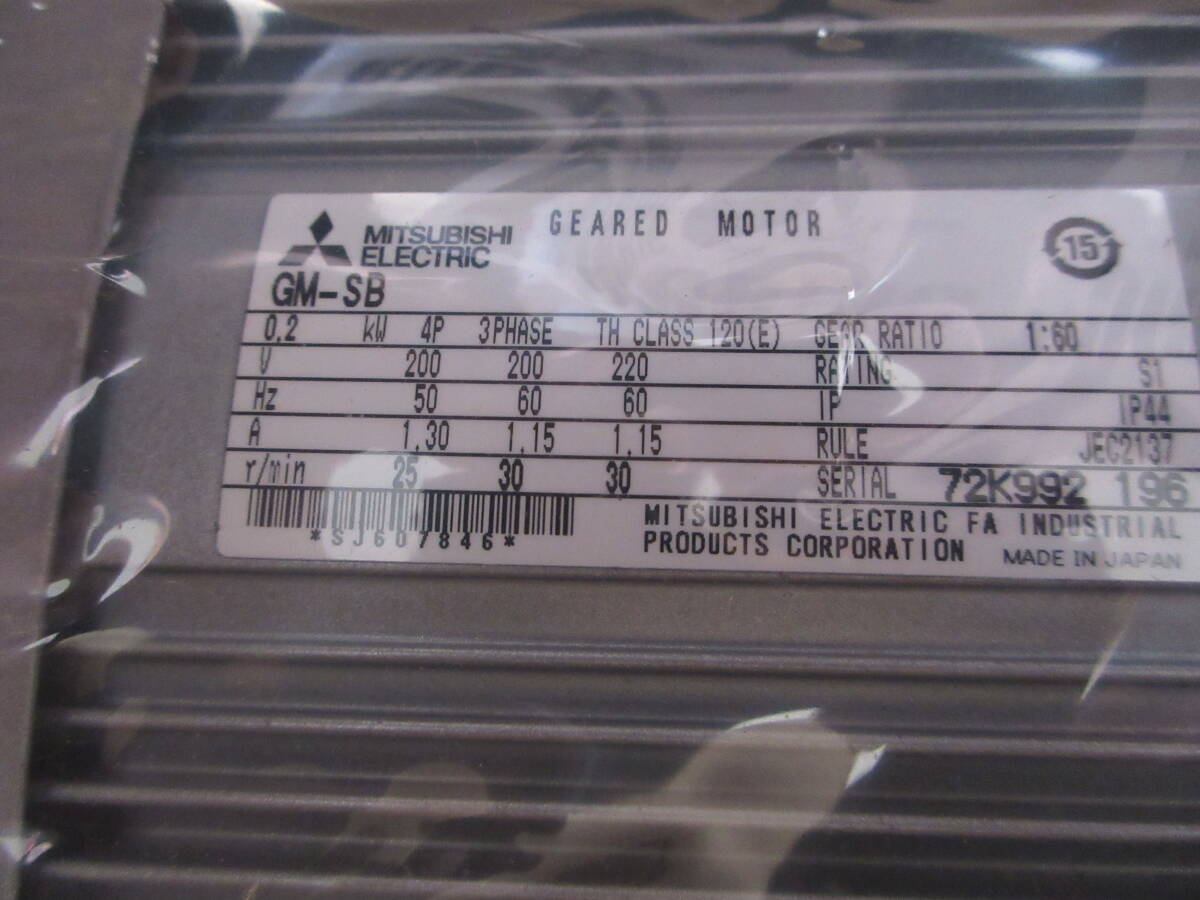 GEARED MOTOR
MITSUBISHI
ELECTRIC
15
GM-SB
0.2 kW 4P 3PHASE TH CLASS 120(E) GEAR RATIO 1:60
V 200 200 220 RATING S1
Hz 50 60 60 IP IP44
A 1.30 1.15 1.15 RULE JEC2137
r/min 25 30 30 SERIAL 72K992 196
*SJ607846*
MITSUBISHI ELECTRIC FA INDUSTRIAL
PRODUCTS CORPORATION MADE IN JAPAN